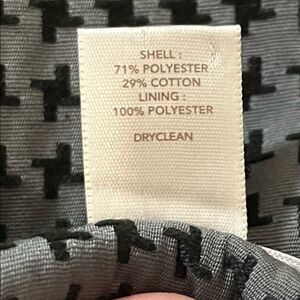 SHELL :
71% POLYESTER
29% COTTON
LINING :
100% POLYESTER
DRYCLEAN